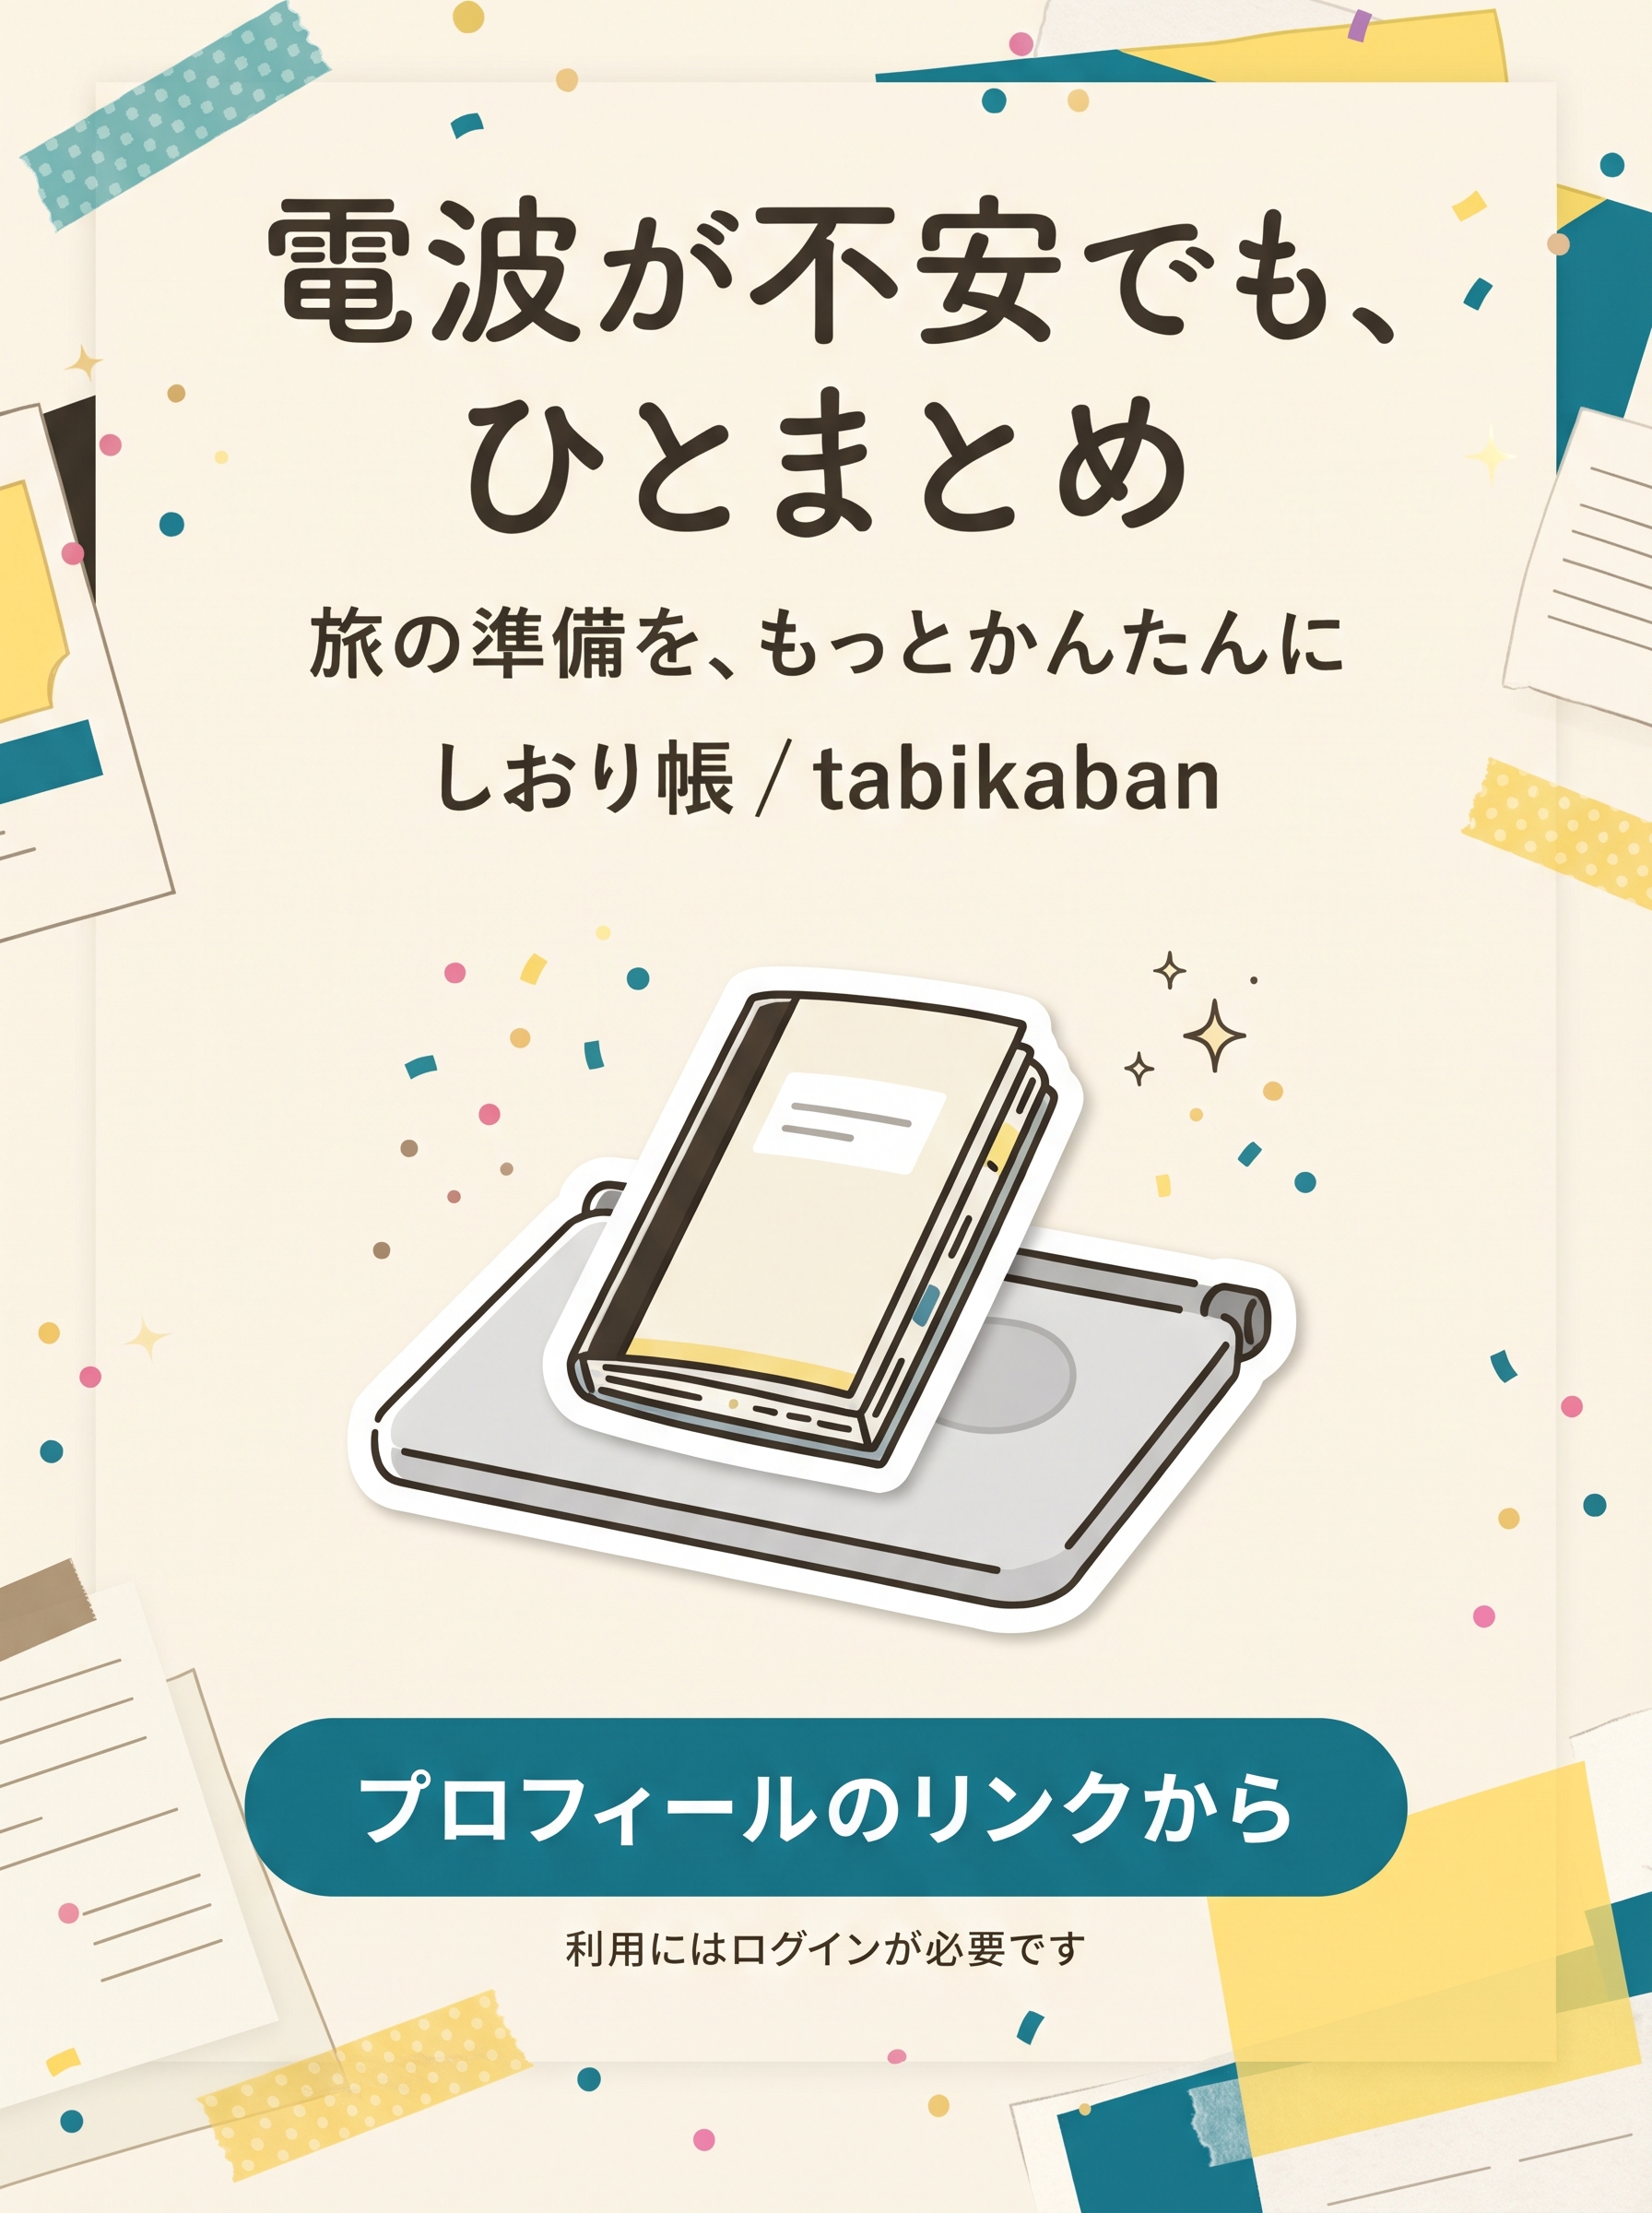 電波が不安でも、
ひとまとめ
旅の準備を、もっとかんたんに
しおり帳 / tabikaban
プロフィールのリンクから
利用にはログインが必要です